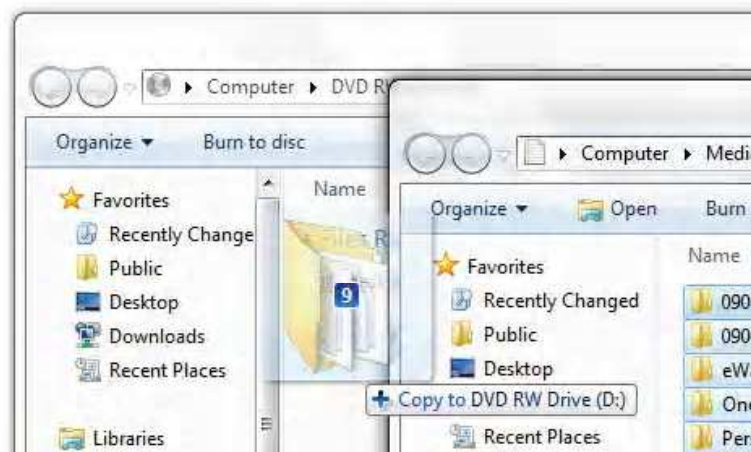 Computer DVD R
Organize Burn to disc
Name
Favorites
Recently Change
Public
Desktop
Downloads
Recent Places
Libraries
9
Copy to DVD RW Drive (D:)
Computer Medi
Organize Open Burn
Name
Favorites
Recently Changed
Public
Desktop
Recent Places
090
090
eWa
One
Per